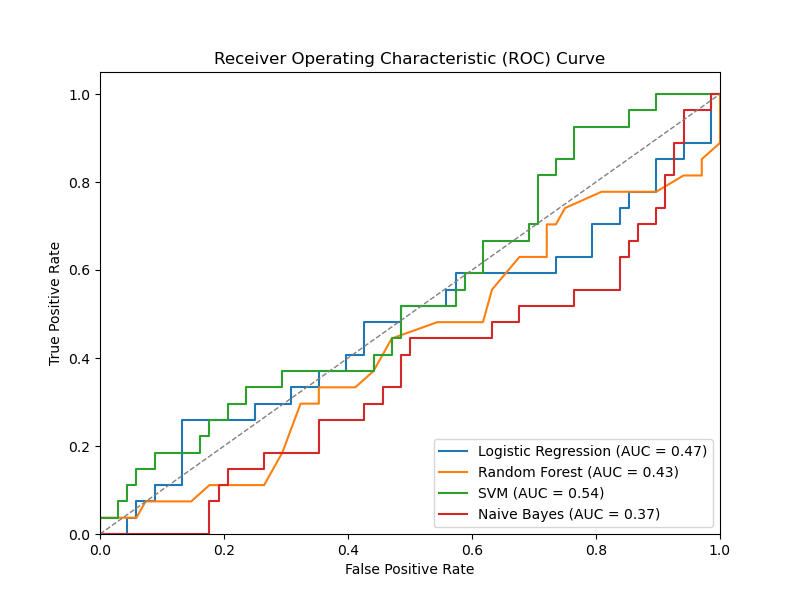 Receiver Operating Characteristic (ROC) Curve
True Positive Rate
1.0
0.8
0.6
0.4
0.2
0.0
0.0 0.2 0.4 0.6 0.8 1.0
False Positive Rate
Logistic Regression (AUC = 0.47)
Random Forest (AUC = 0.43)
SVM (AUC = 0.54)
Naive Bayes (AUC = 0.37)